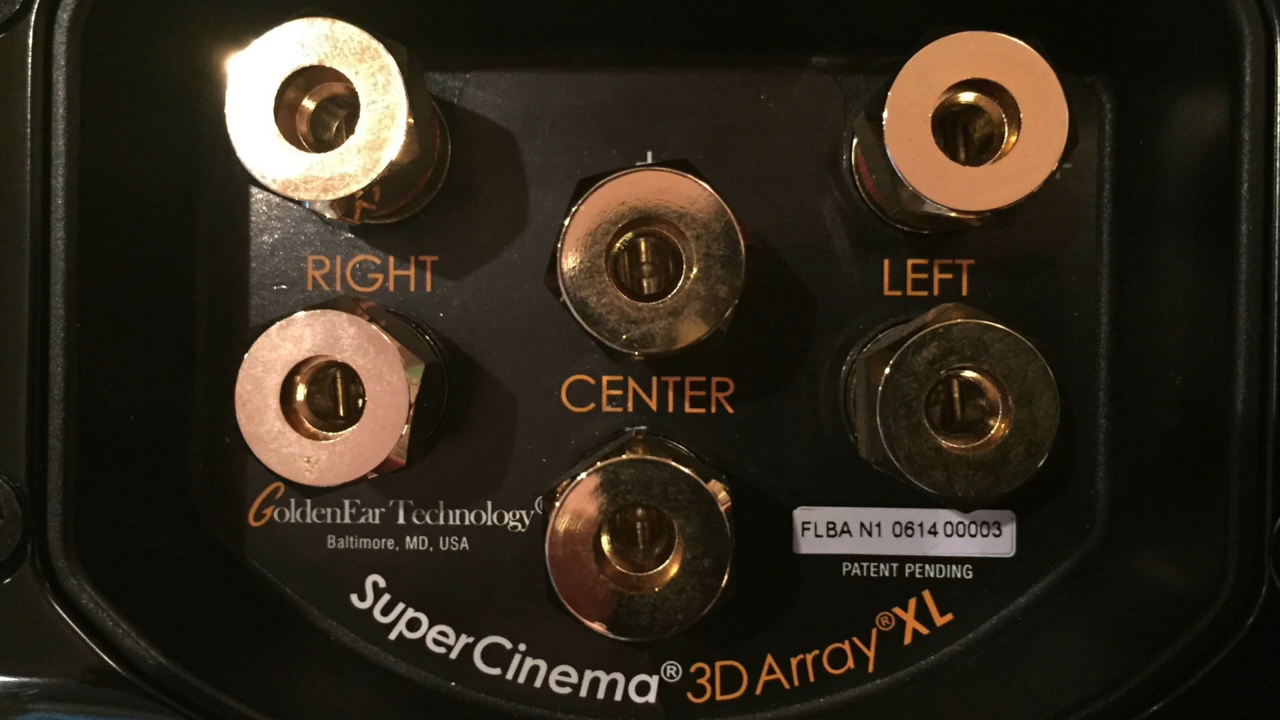 RIGHT
LEFT
CENTER
GoldenEar Technology®
Baltimore, MD, USA
FLBA N1 0614 00003
PATENT PENDING
SuperCinema® 3D Array® XL